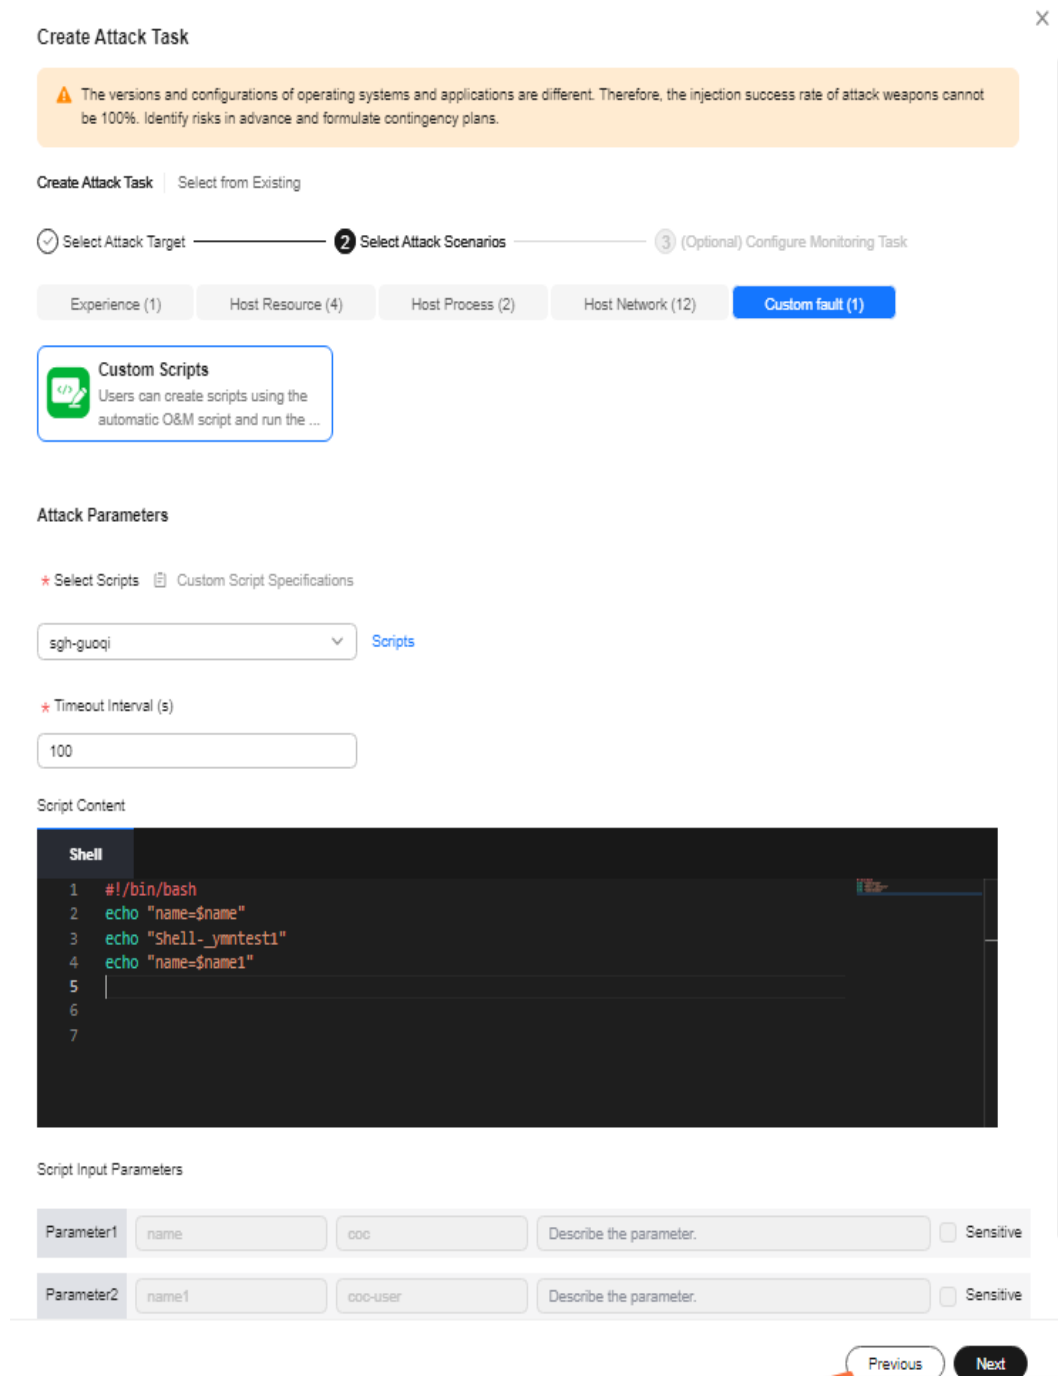 Create Attack Task
The versions and configurations of operating systems and applications are different. Therefore, the injection success rate of attack weapons cannot
be 100%. Identify risks in advance and formulate contingency plans.
Create Attack Task Select from Existing
Select Attack Target 2 Select Attack Scenarios 3 (Optional) Configure Monitoring Task
Experience (1) Host Resource (4) Host Process (2) Host Network (12) Custom fault (1)
Custom Scripts
Users can create scripts using the
automatic O&M script and run the ...
Attack Parameters
* Select Scripts Custom Script Specifications
sgh-guoqi Scripts
* Timeout Interval (s)
100
Script Content
Shell
1 #!/bin/bash
2 echo "name=$name"
3 echo "Shell-_ymntest1"
4 echo "name=$name1"
5
6
7
Script Input Parameters
Parameter1 name coc Describe the parameter. Sensitive
Parameter2 name1 coc-user Describe the parameter. Sensitive
Previous Next